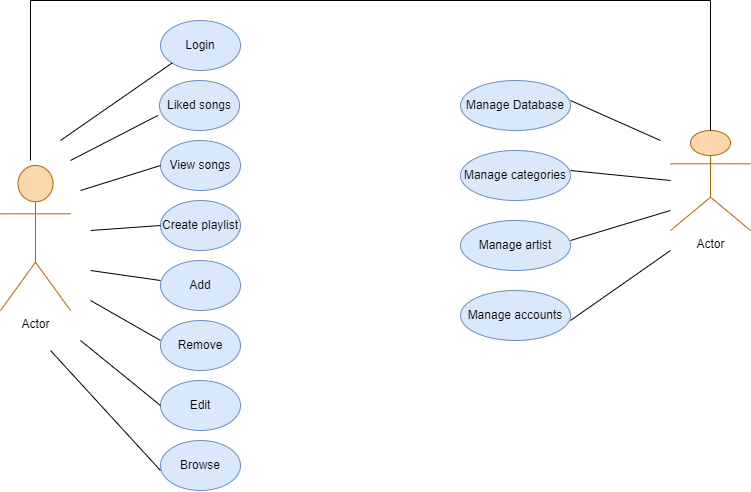 Login
Liked songs
View songs
Create playlist
Add
Remove
Edit
Browse
Actor
Manage Database
Manage categories
Manage artist
Manage accounts
Actor